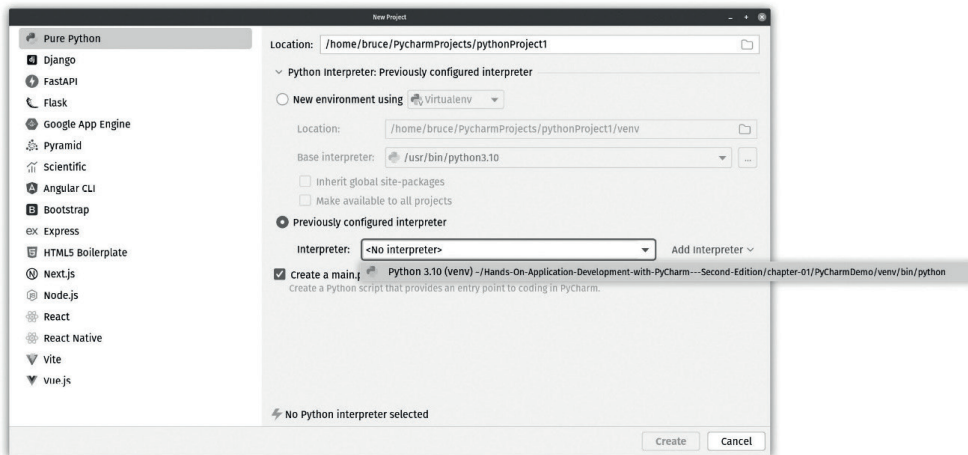 New Project
Pure Python
Django
FastAPI
Flask
Google App Engine
Pyramid
Scientific
Angular CLI
Bootstrap
ex Express
HTML5 Boilerplate
Next.js
Node.js
React
React Native
Vite
Vue.js
Location: /home/bruce/PycharmProjects/pythonProject1
Python Interpreter: Previously configured interpreter
New environment using Virtualenv
Location: /home/bruce/PycharmProjects/pythonProject1/venv
Base interpreter: /usr/bin/python3.10 ...
Inherit global site-packages
Make available to all projects
Previously configured interpreter
Interpreter: <No interpreter> Add Interpreter
Python 3.10 (venv) ~/Hands-On-Application-Development-with-PyCharm---Second-Edition/chapter-01/PyCharmDemo/venv/bin/python
Create a main.p
Create a Python script that provides an entry point to coding in PyCharm.
No Python interpreter selected
Create Cancel